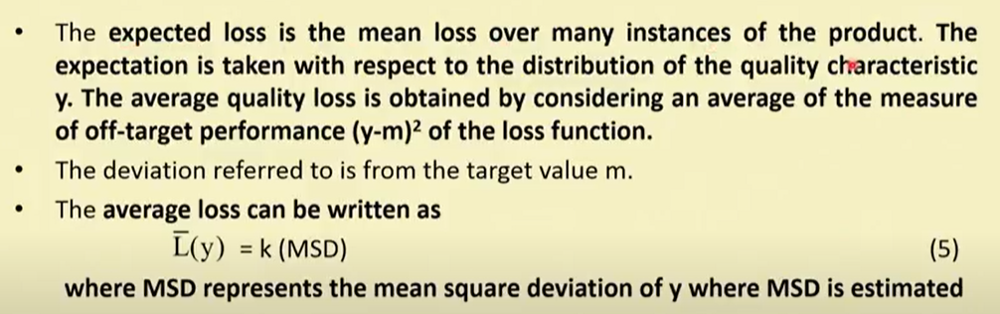 • The expected loss is the mean loss over many instances of the product. The
expectation is taken with respect to the distribution of the quality characteristic
y. The average quality loss is obtained by considering an average of the measure
of off-target performance (y-m)² of the loss function.
• The deviation referred to is from the target value m.
• The average loss can be written as
L̅(y) = k (MSD) (5)
where MSD represents the mean square deviation of y where MSD is estimated